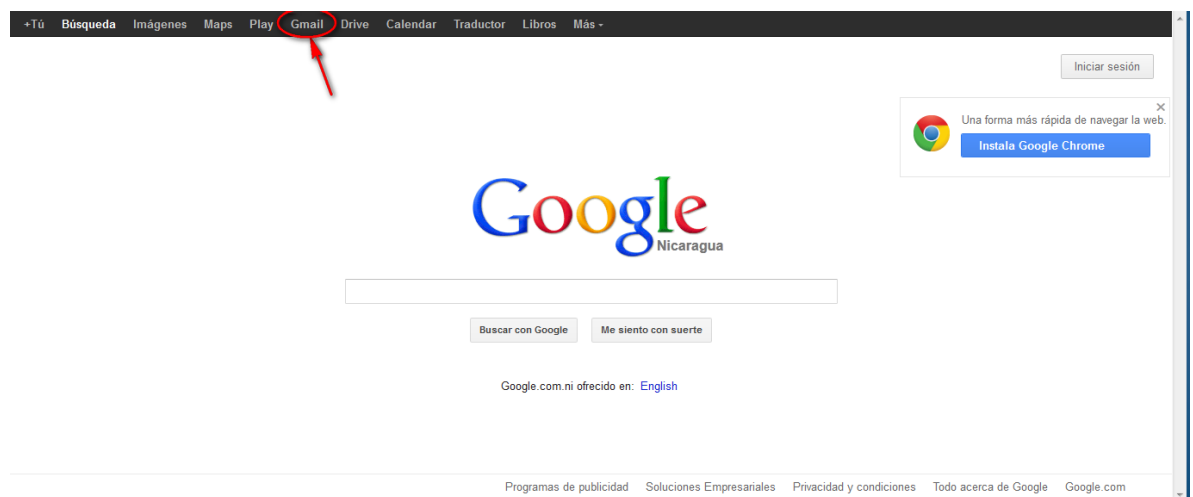 +Tú Búsqueda Imágenes Maps Play Gmail Drive Calendar Traductor Libros Más
Iniciar sesión
Una forma más rápida de navegar la web.
Instala Google Chrome
Google
Nicaragua
Buscar con Google Me siento con suerte
Google.com.ni ofrecido en: English
Programas de publicidad Soluciones Empresariales Privacidad y condiciones Todo acerca de Google Google.com